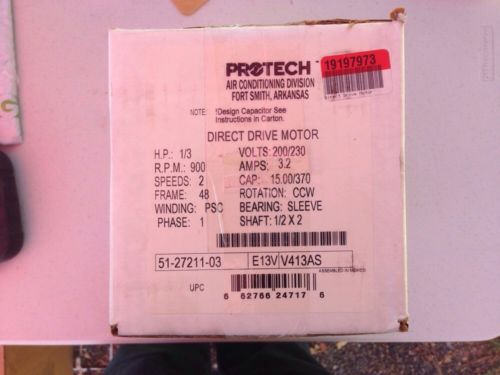 PROTECH
19197973
AIR CONDITIONING DIVISION
FORT SMITH, ARKANSAS
NOTE: !Design Capacitor See
Instructions in Carton.
DIRECT DRIVE MOTOR
H.P.: 1/3 VOLTS: 200/230
R.P.M.: 900 AMPS: 3.2
SPEEDS: 2 CAP: 15.00/370
FRAME: 48 ROTATION: CCW
WINDING: PSC BEARING: SLEEVE
PHASE: 1 SHAFT: 1/2 X 2
51-27211-03 E13V V413AS
ASSEMBLED IN MEXICO
UPC 6 62766 24717 6